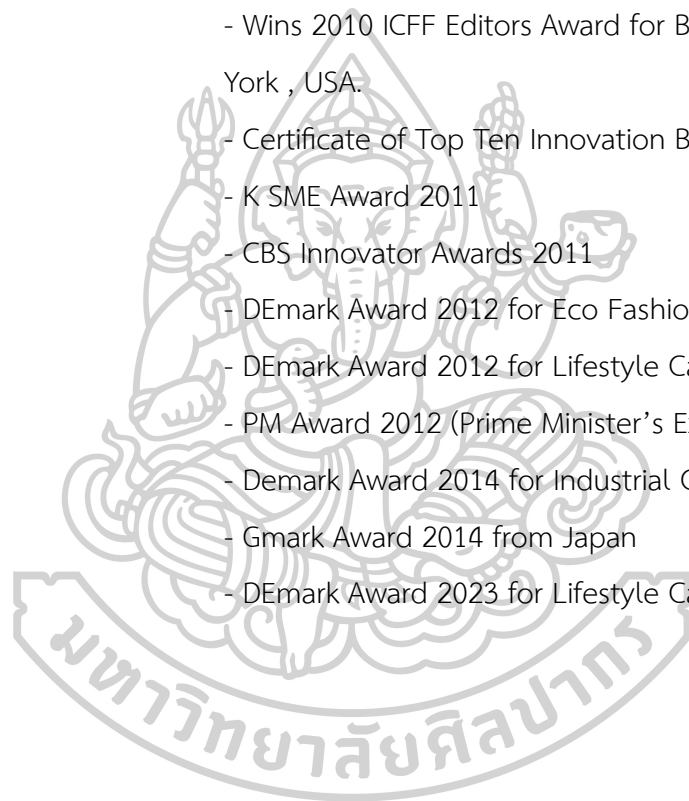 - Wins 2010 ICFF Editors Award for B
York , USA.
- Certificate of Top Ten Innovation B
- K SME Award 2011
- CBS Innovator Awards 2011
- DEmark Award 2012 for Eco Fashio
- DEmark Award 2012 for Lifestyle Ca
- PM Award 2012 (Prime Minister’s E
- Demark Award 2014 for Industrial
- Gmark Award 2014 from Japan
- DEmark Award 2023 for Lifestyle Ca
มหาวิทยาลัยศิลปากร